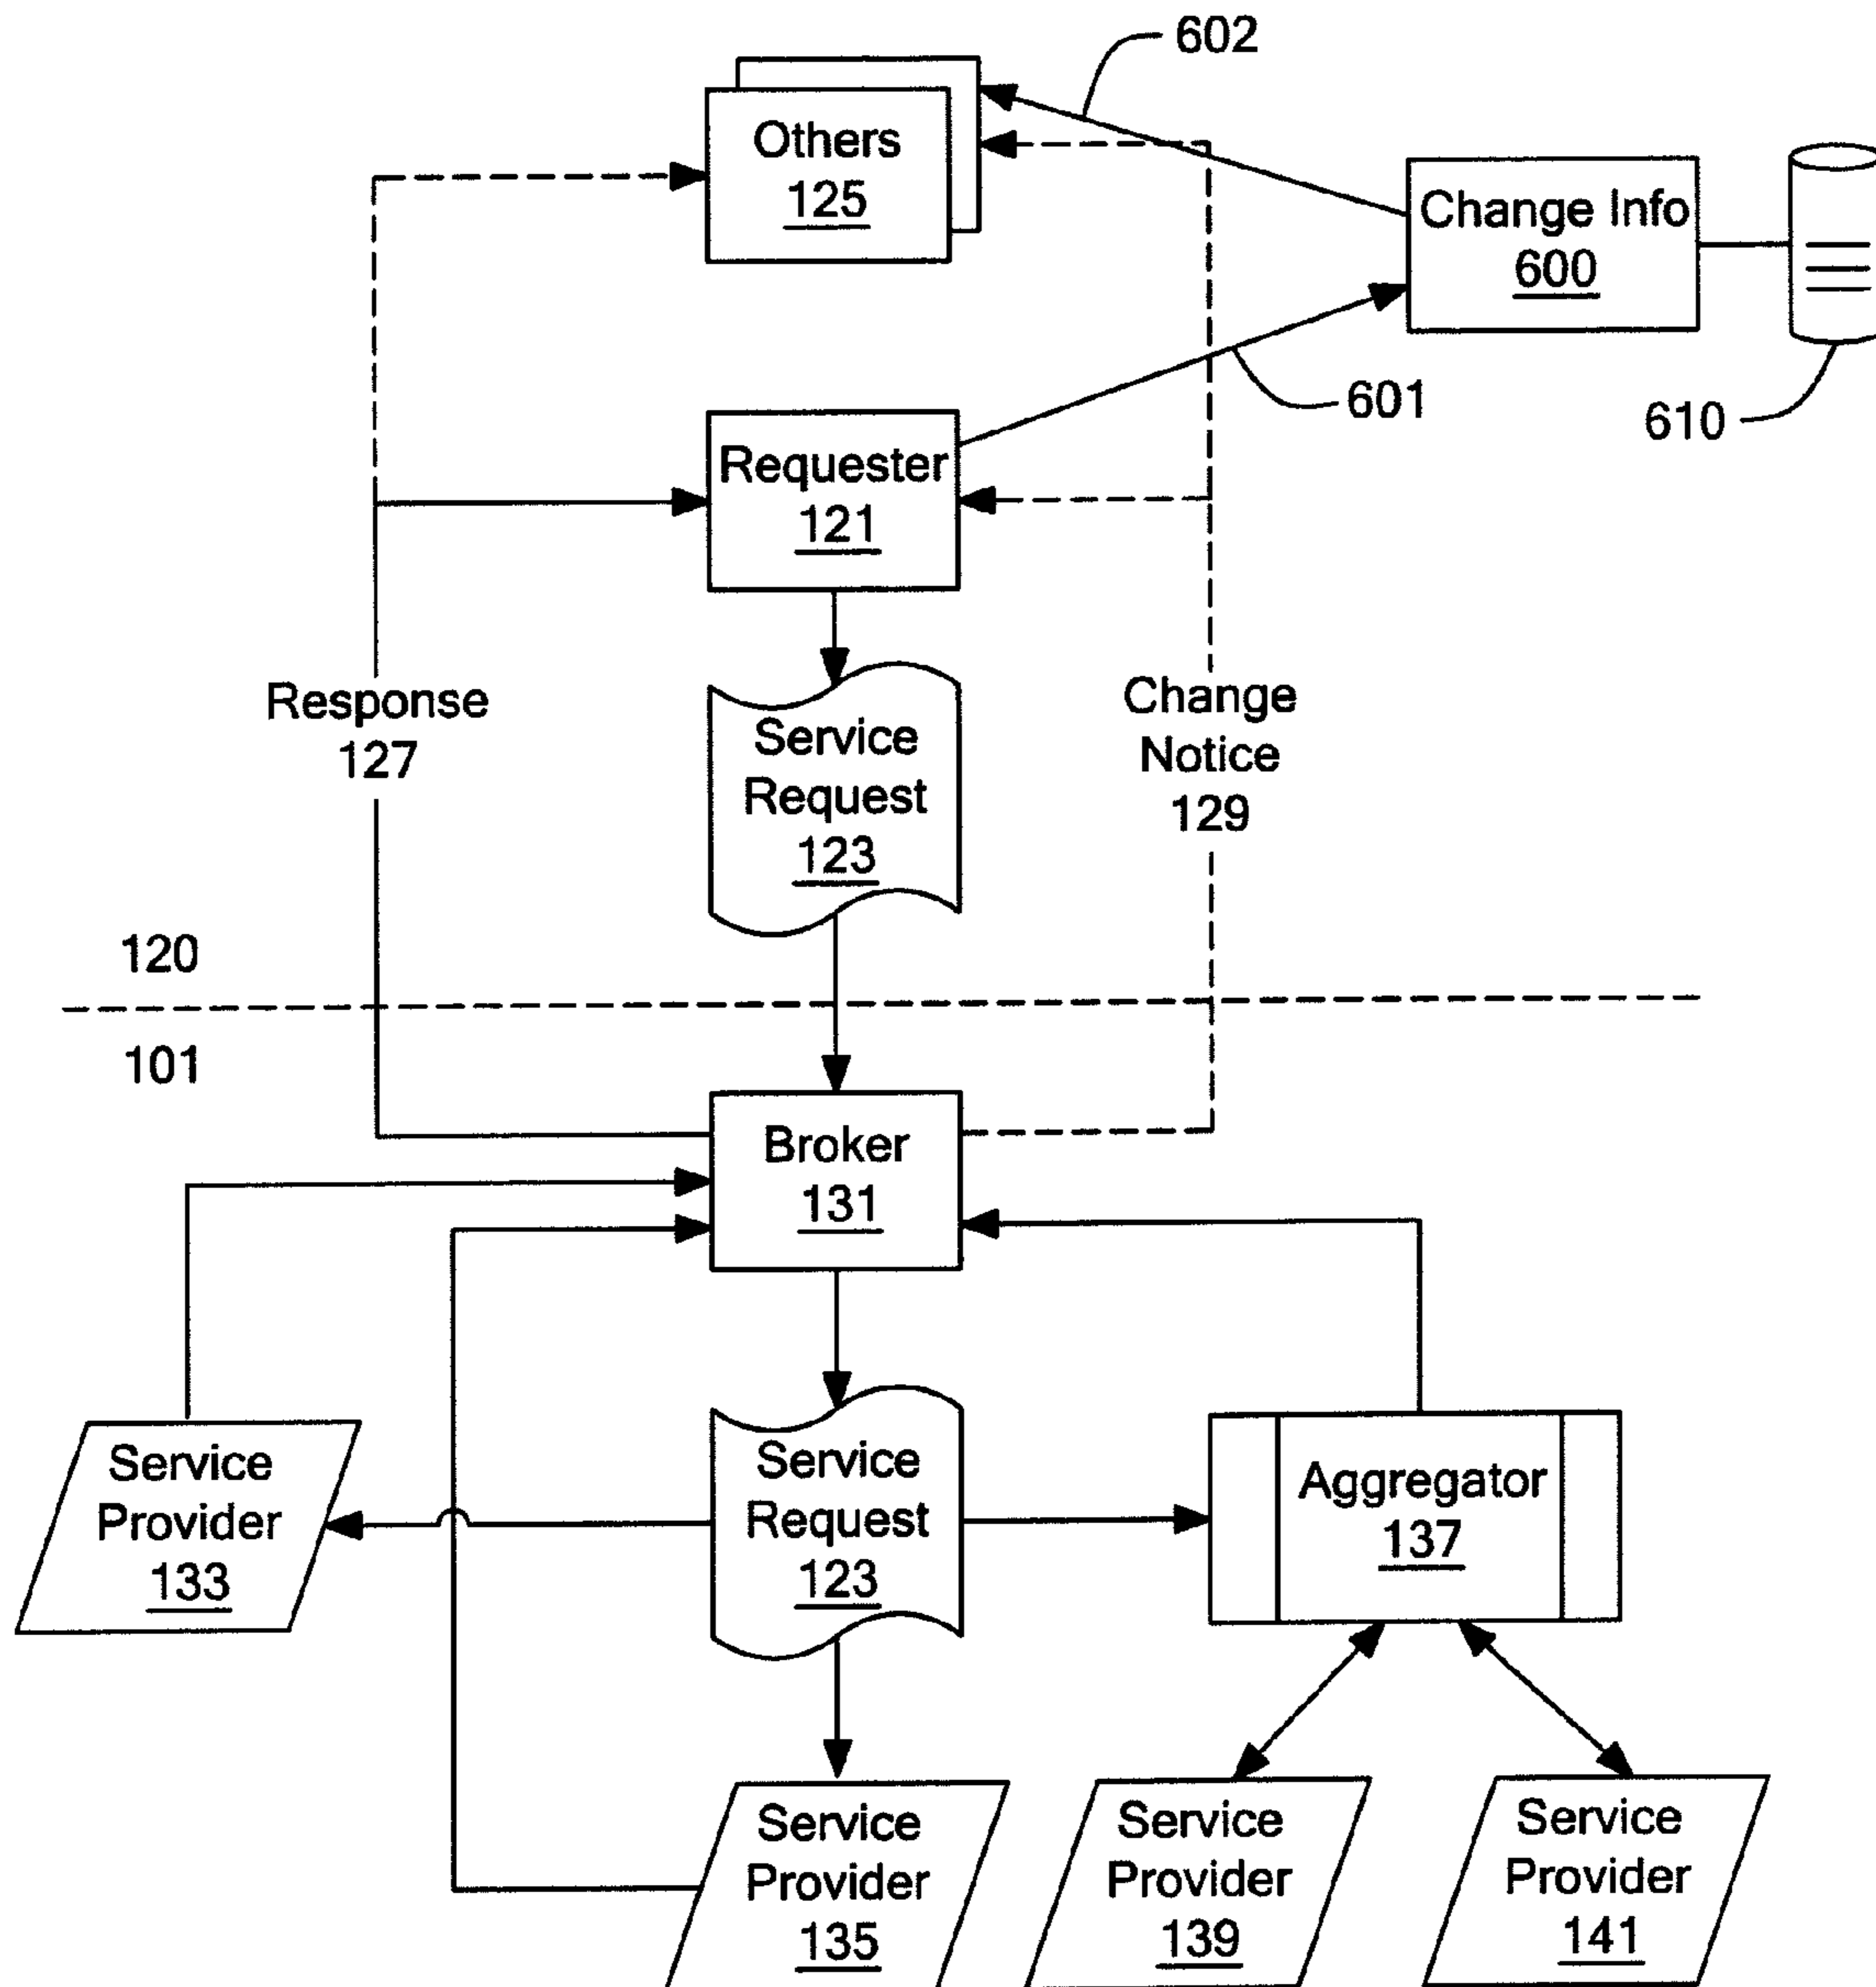 602
Others
125
Change Info
600
601
610
Requester
121
Response
127
Service
Request
123
Change
Notice
129
120
101
Broker
131
Service
Provider
133
Service
Request
123
Aggregator
137
Service
Provider
135
Service
Provider
139
Service
Provider
141